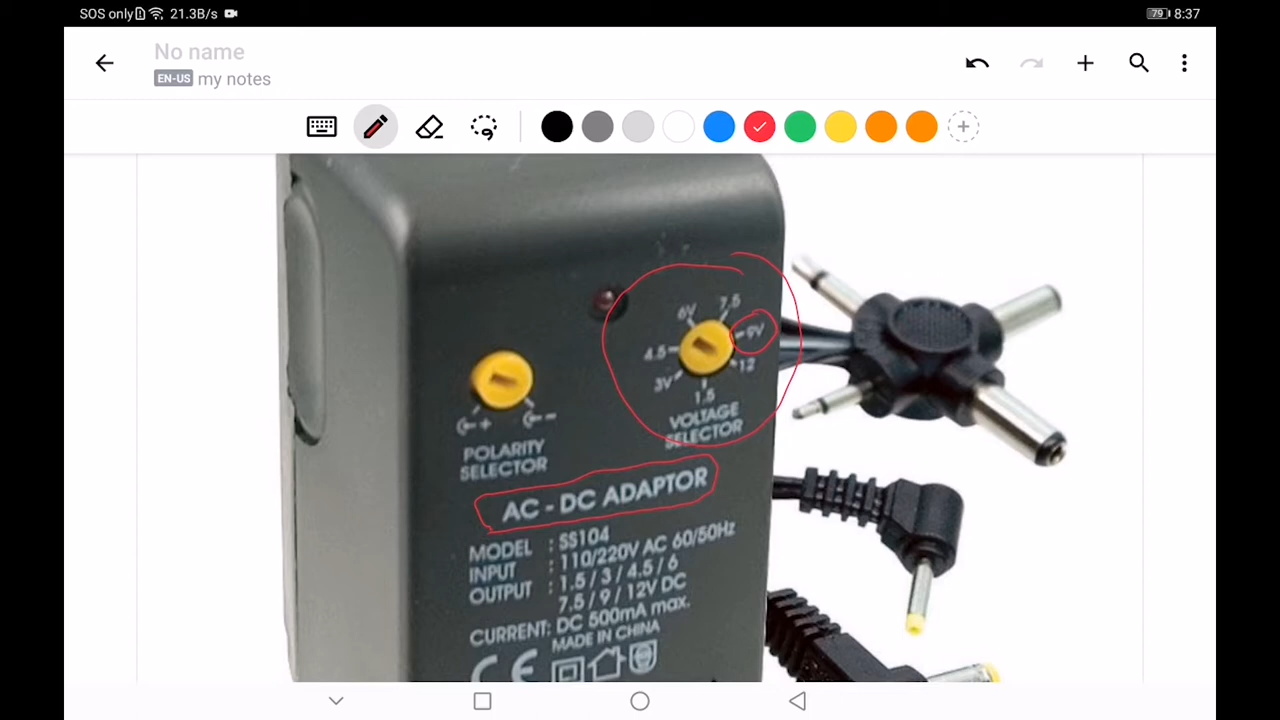 SOS only 21.3B/s 79 8:37
No name
EN-US my notes
6V 7.5
9V
4.5
12
3V
1.5
VOLTAGE
SELECTOR
+ -
POLARITY
SELECTOR
AC - DC ADAPTOR
MODEL : SS104
INPUT : 110/220V AC 60/50Hz
OUTPUT : 1.5 / 3 / 4.5 / 6
7.5 / 9 / 12V DC
CURRENT: DC 500mA max.
MADE IN CHINA
CE